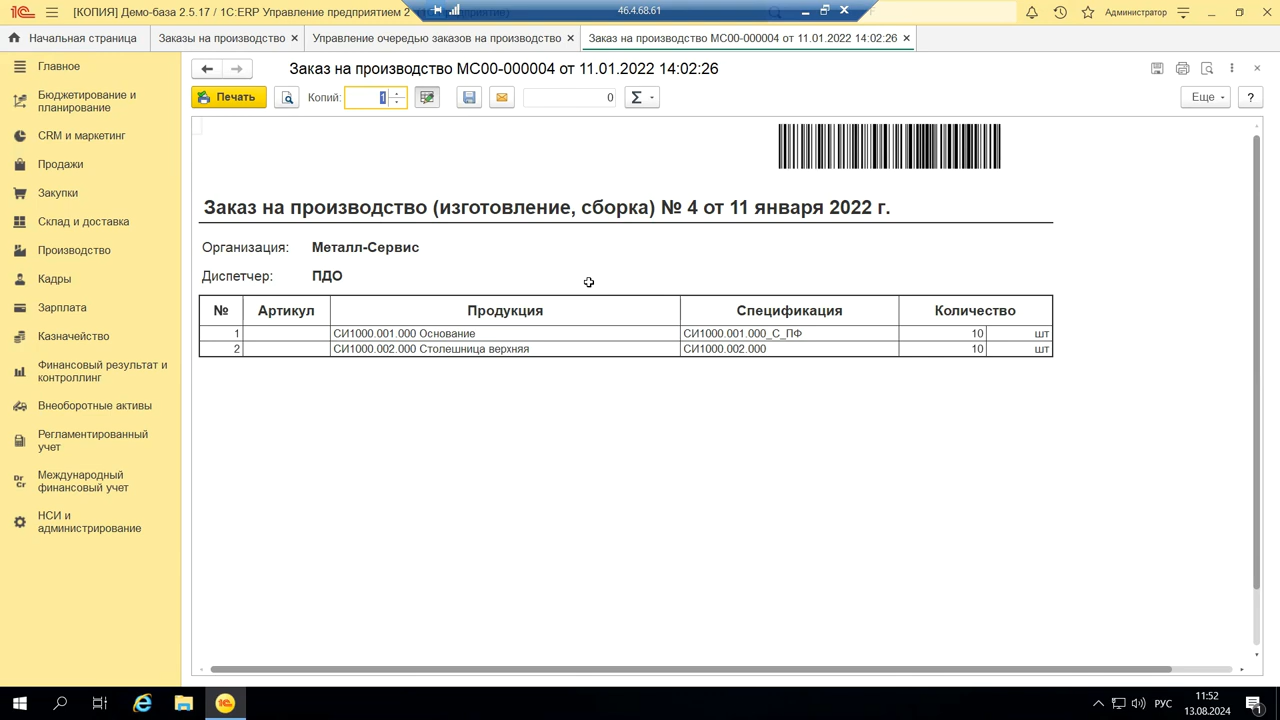 [КОПИЯ] Демо-база 2.5.17 / 1С:ERP Управление предприятием 2
46.4.68.61
Администратор
Начальная страница
Заказы на производство
Управление очередью заказов на производство
Заказ на производство МС00-000004 от 11.01.2022 14:02:26
Главное
Бюджетирование и
планирование
CRM и маркетинг
Продажи
Закупки
Склад и доставка
Производство
Кадры
Зарплата
Казначейство
Финансовый результат и
контроллинг
Внеоборотные активы
Регламентированный
учет
Международный
финансовый учет
НСИ и
администрирование
Заказ на производство МС00-000004 от 11.01.2022 14:02:26
Печать
Копий:
1
0
Σ
Еще
?
Заказ на производство (изготовление, сборка) № 4 от 11 января 2022 г.
Организация: Металл-Сервис
Диспетчер: ПДО
№ Артикул Продукция Спецификация Количество
1 СИ1000.001.000 Основание СИ1000.001.000_С_ПФ 10 шт
2 СИ1000.002.000 Столешница верхняя СИ1000.002.000 10 шт
РУС
11:52
13.08.2024
1